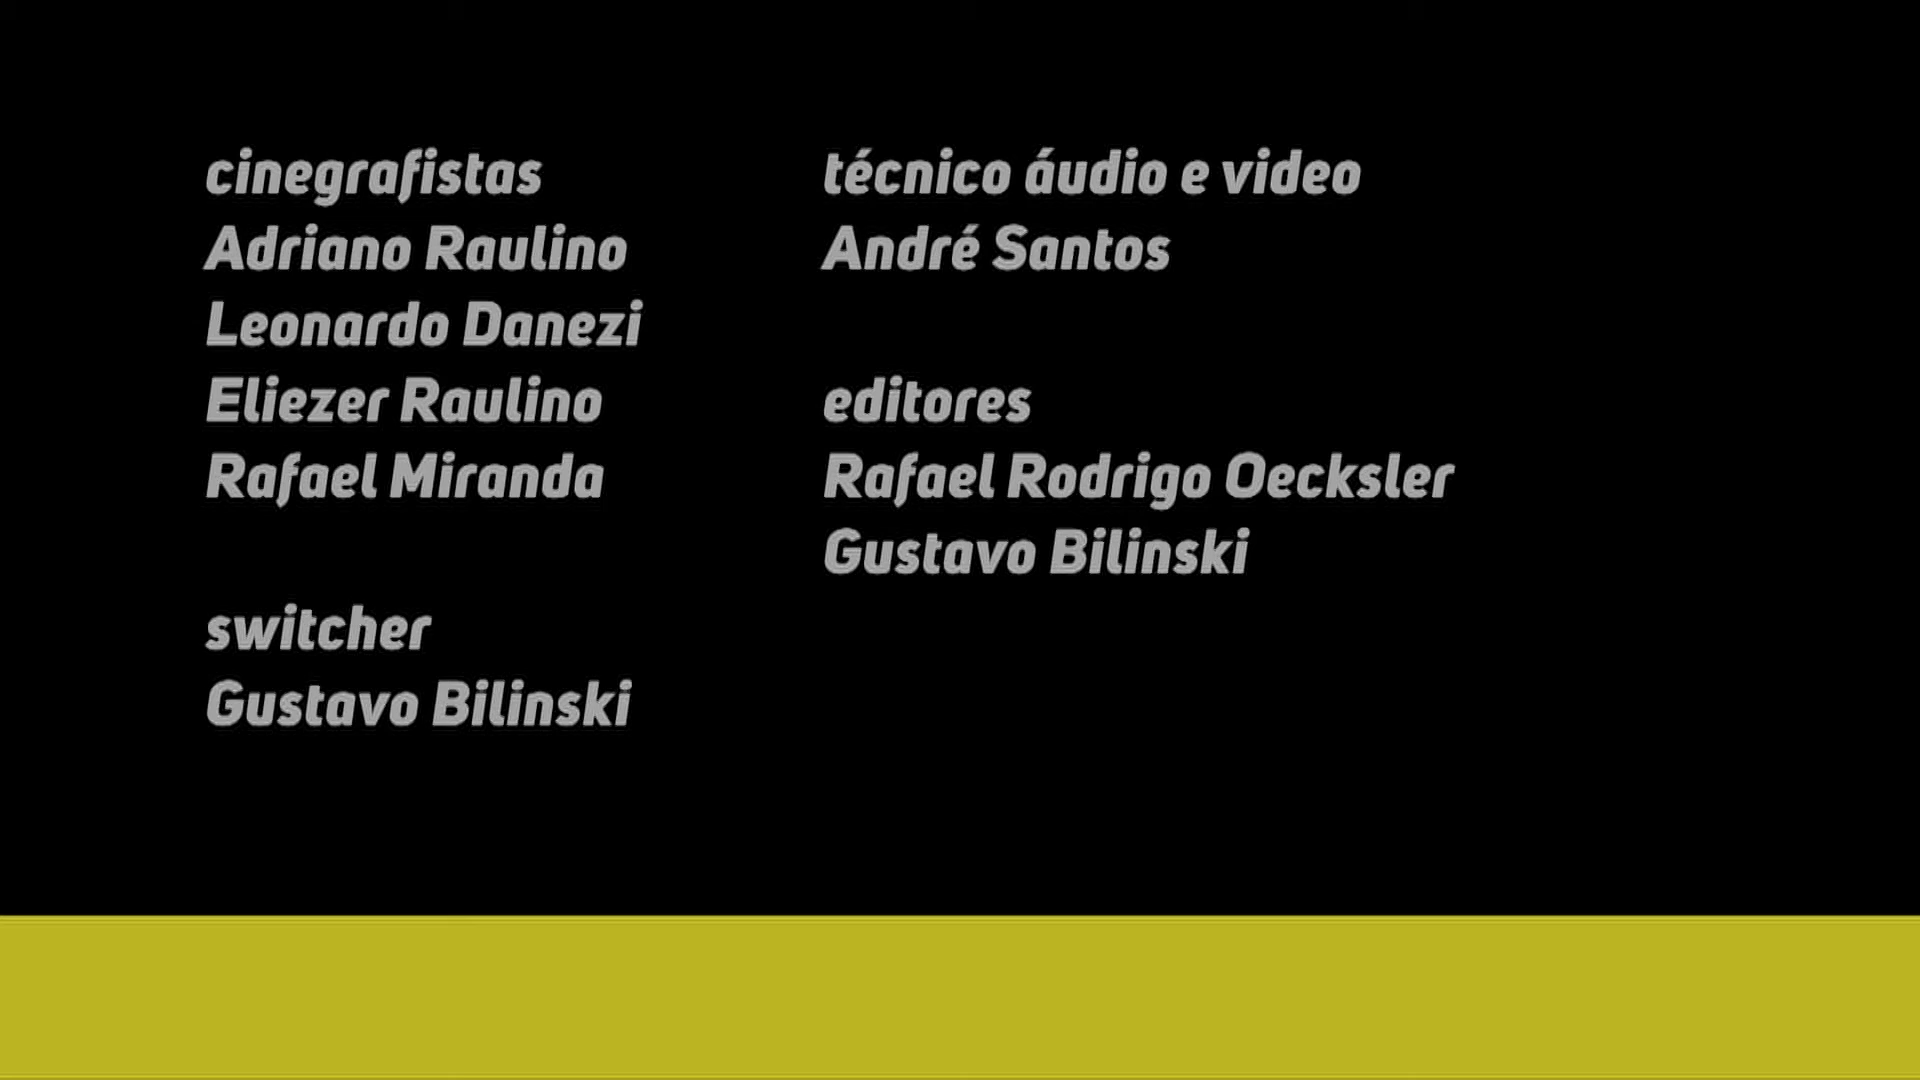 cinegrafistas
Adriano Raulino
Leonardo Danezi
Eliezer Raulino
Rafael Miranda
switcher
Gustavo Bilinski
técnico áudio e video
André Santos
editores
Rafael Rodrigo Oecksler
Gustavo Bilinski